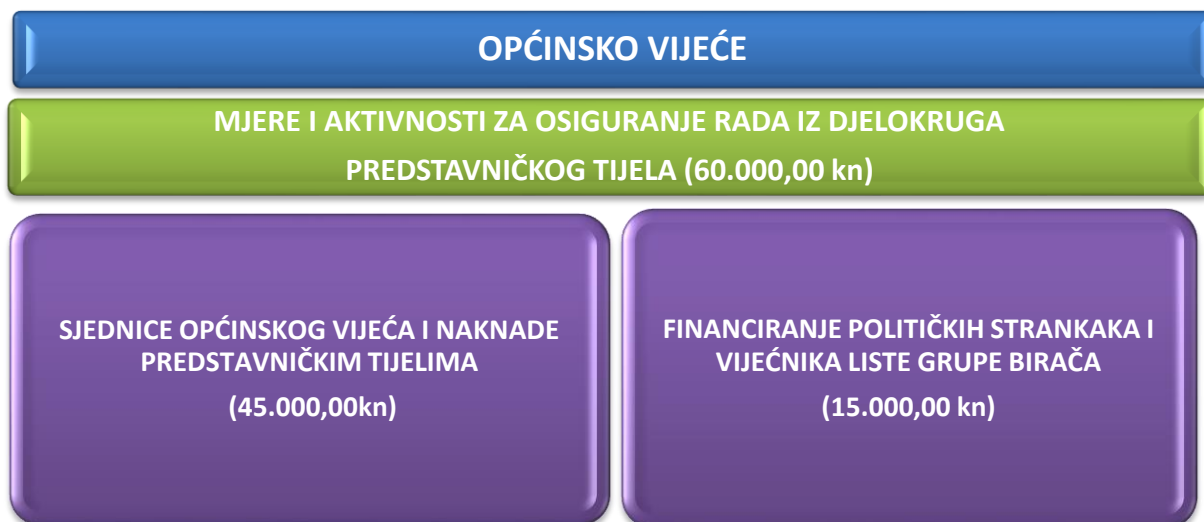 OPĆINSKO VIJEĆE
MJERE I AKTIVNOSTI ZA OSIGURANJE RADA IZ DJELOKRUGA
PREDSTAVNIČKOG TIJELA (60.000,00 kn)
SJEDNICE OPĆINSKOG VIJEĆA I NAKNADE
PREDSTAVNIČKIM TIJELIMA
(45.000,00kn)
FINANCIRANJE POLITIČKIH STRANKAKA I
VIJEĆNIKA LISTE GRUPE BIRAČA
(15.000,00 kn)